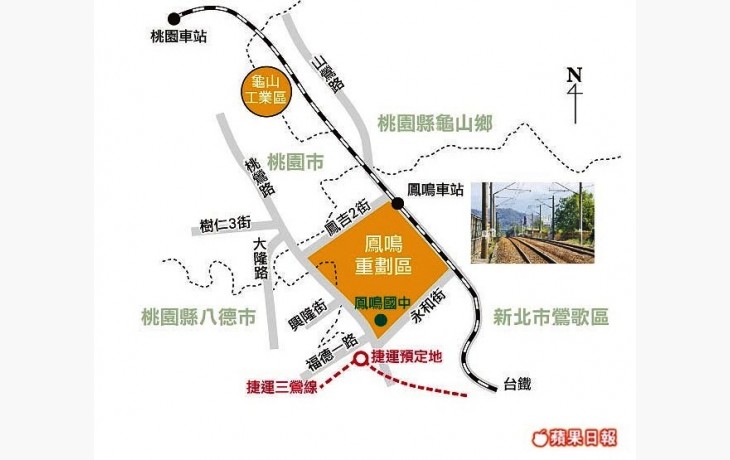 桃園車站
山鶯路
龜山
工業區
N
桃園縣龜山鄉
桃園市
桃鶯路
鳳鳴車站
鳳吉2街
樹仁3街
大隆路
鳳鳴
重劃區
鳳鳴國中
永和街
興隆街
桃園縣八德市
新北市鶯歌區
福德一路
捷運預定地
捷運三鶯線
台鐵
蘋果日報